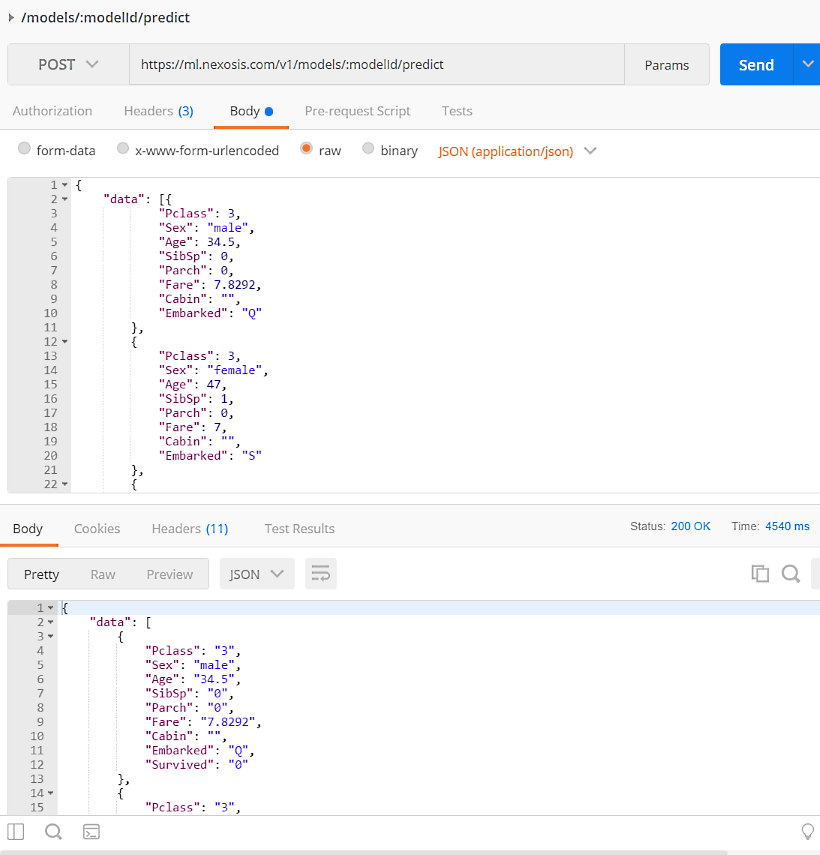 /models/:modelId/predict
POST https://ml.nexosis.com/v1/models/:modelId/predict Params Send
Authorization Headers (3) Body Pre-request Script Tests
form-data x-www-form-urlencoded raw binary JSON (application/json)
1 {
2 "data": [{
3 "Pclass": 3,
4 "Sex": "male",
5 "Age": 34.5,
6 "SibSp": 0,
7 "Parch": 0,
8 "Fare": 7.8292,
9 "Cabin": "",
10 "Embarked": "Q"
11 },
12 {
13 "Pclass": 3,
14 "Sex": "female",
15 "Age": 47,
16 "SibSp": 1,
17 "Parch": 0,
18 "Fare": 7,
19 "Cabin": "",
20 "Embarked": "S"
21 },
22 {
Body Cookies Headers (11) Test Results Status: 200 OK Time: 4540 ms
Pretty Raw Preview JSON
1 {
2 "data": [
3 {
4 "Pclass": "3",
5 "Sex": "male",
6 "Age": "34.5",
7 "SibSp": "0",
8 "Parch": "0",
9 "Fare": "7.8292",
10 "Cabin": "",
11 "Embarked": "Q",
12 "Survived": "0"
13 },
14 {
15 "Pclass": "3",